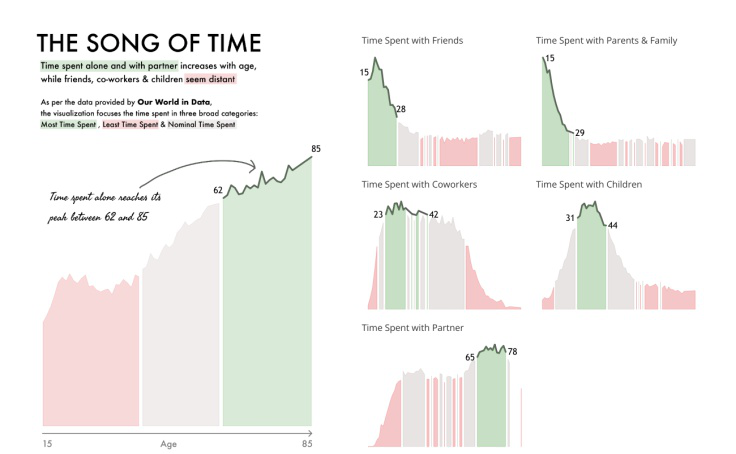 THE SONG OF TIME
Time spent alone and with partner increases with age,
while friends, co-workers & children seem distant
As per the data provided by Our World in Data,
the visualization focuses the time spent in three broad categories:
Most Time Spent , Least Time Spent & Nominal Time Spent
Time spent alone reaches its
peak between 62 and 85
62
85
15
Age
85
Time Spent with Friends
15
28
Time Spent with Parents & Family
15
29
Time Spent with Coworkers
23
42
Time Spent with Children
31
44
Time Spent with Partner
65
78